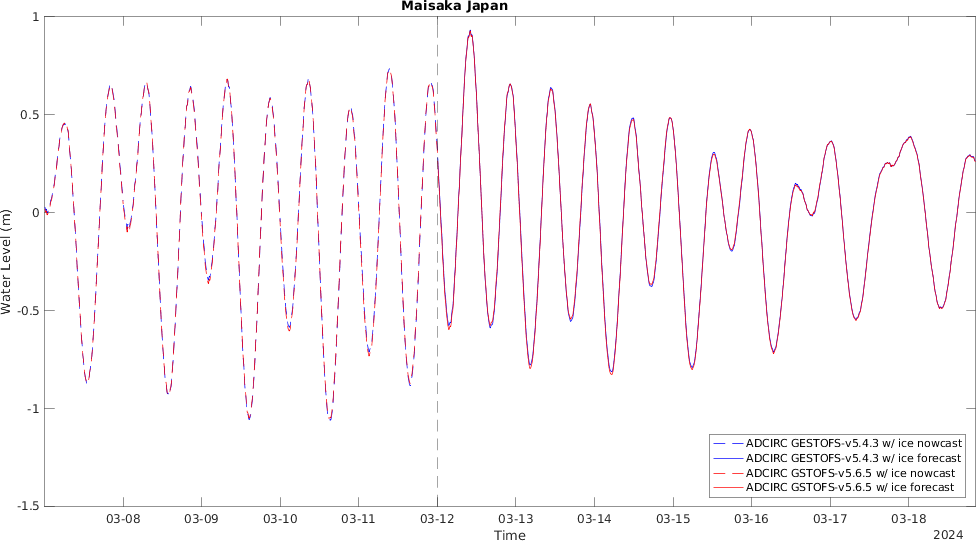 Maisaka Japan
1
0.5
0
-0.5
-1
-1.5
Water Level (m)
03-08 03-09 03-10 03-11 03-12 03-13 03-14 03-15 03-16 03-17 03-18
Time
2024
ADCIRC GESTOFS-v5.4.3 w/ ice nowcast
ADCIRC GESTOFS-v5.4.3 w/ ice forecast
ADCIRC GSTOFS-v5.6.5 w/ ice nowcast
ADCIRC GSTOFS-v5.6.5 w/ ice forecast